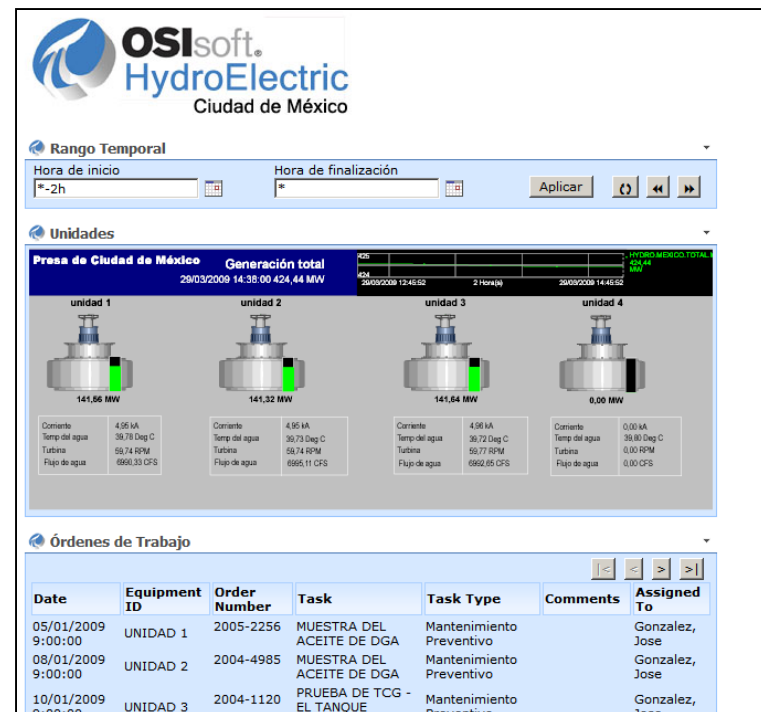 OSIsoft®
HydroElectric
Ciudad de México
Rango Temporal
Hora de inicio Hora de finalización
*-2h * Aplicar
Unidades
Presa de Ciudad de México Generación total
29/03/2009 14:38:00 424,44 MW
425
424
29/03/2009 12:45:52 2 Hora(s) 29/03/2009 14:45:52
HYDRO.MEXICO.TOTAL.
424,44
MW
unidad 1 unidad 2 unidad 3 unidad 4
141,56 MW 141,32 MW 141,64 MW 0,00 MW
Corriente 4,95 kA Corriente 4,95 kA Corriente 4,96 kA Corriente 0,00 kA
Temp del agua 39,78 Deg C Temp del agua 39,73 Deg C Temp de agua 39,72 Deg C Temp del agua 39,80 Deg C
Turbina 59,74 RPM Turbina 59,74 RPM Turbina 59,77 RPM Turbina 0,00 RPM
Flujo de agua 6990,33 CFS Flujo de agua 6995,11 CFS Flujo de agua 6992,65 CFS Flujo de agua 0,00 CFS
Órdenes de Trabajo
|< < > >|
Date Equipment ID Order Number Task Task Type Comments Assigned To
05/01/2009 9:00:00 UNIDAD 1 2005-2256 MUESTRA DEL ACEITE DE DGA Mantenimiento Preventivo Gonzalez, Jose
08/01/2009 9:00:00 UNIDAD 2 2004-4985 MUESTRA DEL ACEITE DE DGA Mantenimiento Preventivo Gonzalez, Jose
10/01/2009 UNIDAD 3 2004-1120 PRUEBA DE TCG - EL TANQUE Mantenimiento Preventivo Gonzalez, Jose